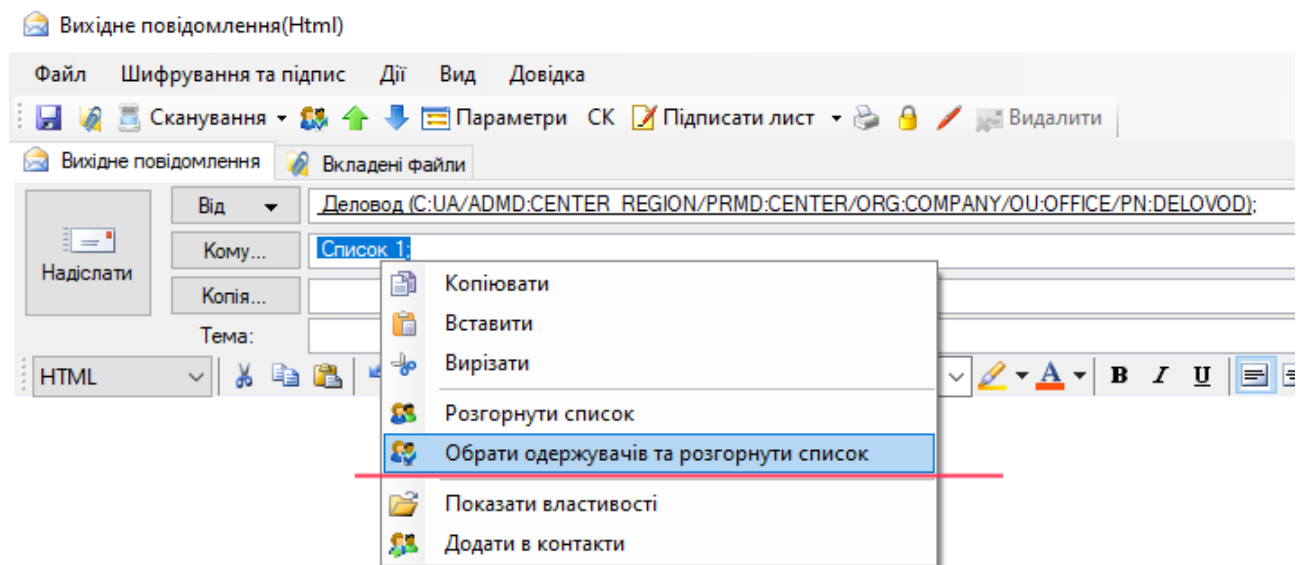 Вихідне повідомлення(Html)
Файл Шифрування та підпис Дії Вид Довідка
Сканування Параметри СК Підписати лист Видалити
Вихідне повідомлення Вкладені файли
Від Деловод (C:UA/ADMD:CENTER REGION/PRMD:CENTER/ORG:COMPANY/OU:OFFICE/PN:DELOVOD);
Надіслати
Кому... Список 1;
Копія...
Тема:
HTML A B I U
Копіювати
Вставити
Вирізати
Розгорнути список
Обрати одержувачів та розгорнути список
Показати властивості
Додати в контакти